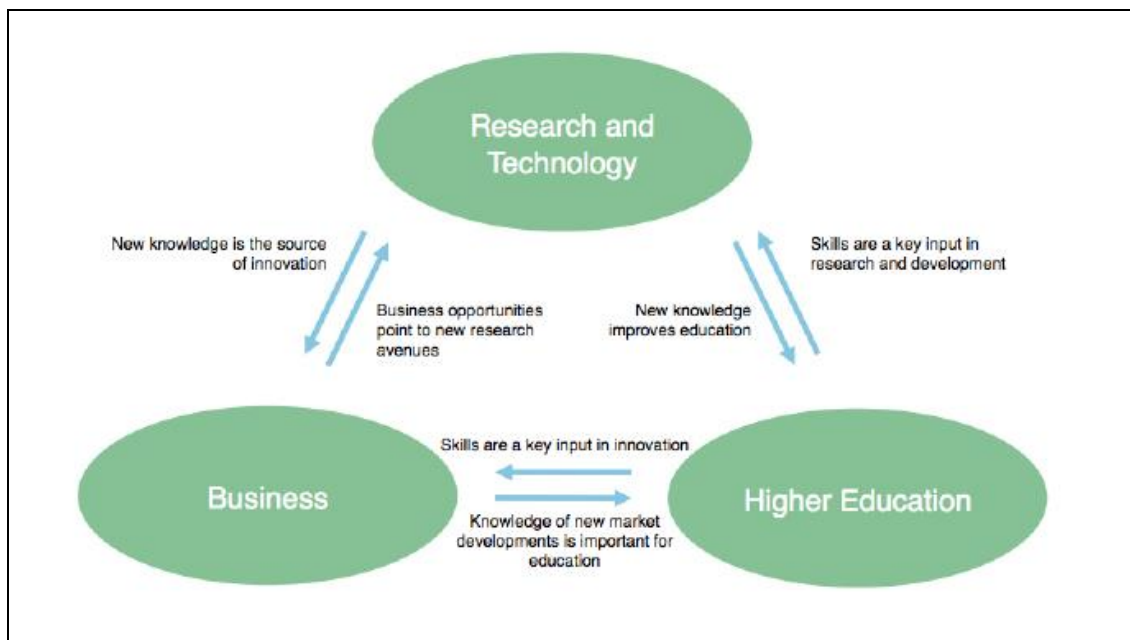 Research and
Technology
New knowledge is the source
of innovation
Skills are a key input in
research and development
Business opportunities
point to new research
avenues
New knowledge
improves education
Skills are a key input in innovation
Business
Higher Education
Knowledge of new market
developments is important for
education